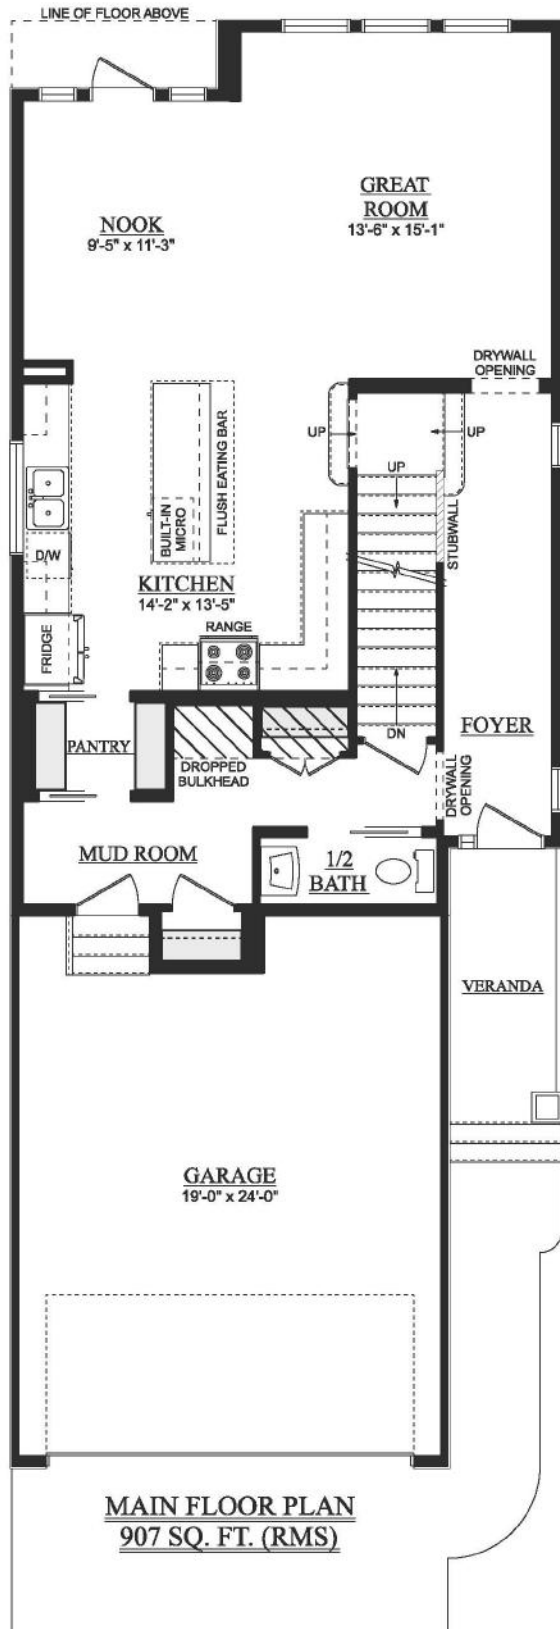 LINE OF FLOOR ABOVE
GREAT
ROOM
13'-6" x 15'-1"
NOOK
9'-5" x 11'-3"
DRYWALL
OPENING
UP
UP
UP
FLUSH EATING BAR
BUILT-IN
MICRO
STUBWALL
D/W
KITCHEN
14'-2" x 13'-5"
RANGE
FRIDGE
PANTRY
DN
FOYER
DROPPED
BULKHEAD
DRYWALL
OPENING
MUD ROOM
1/2
BATH
VERANDA
GARAGE
19'-0" x 24'-0"
MAIN FLOOR PLAN
907 SQ. FT. (RMS)